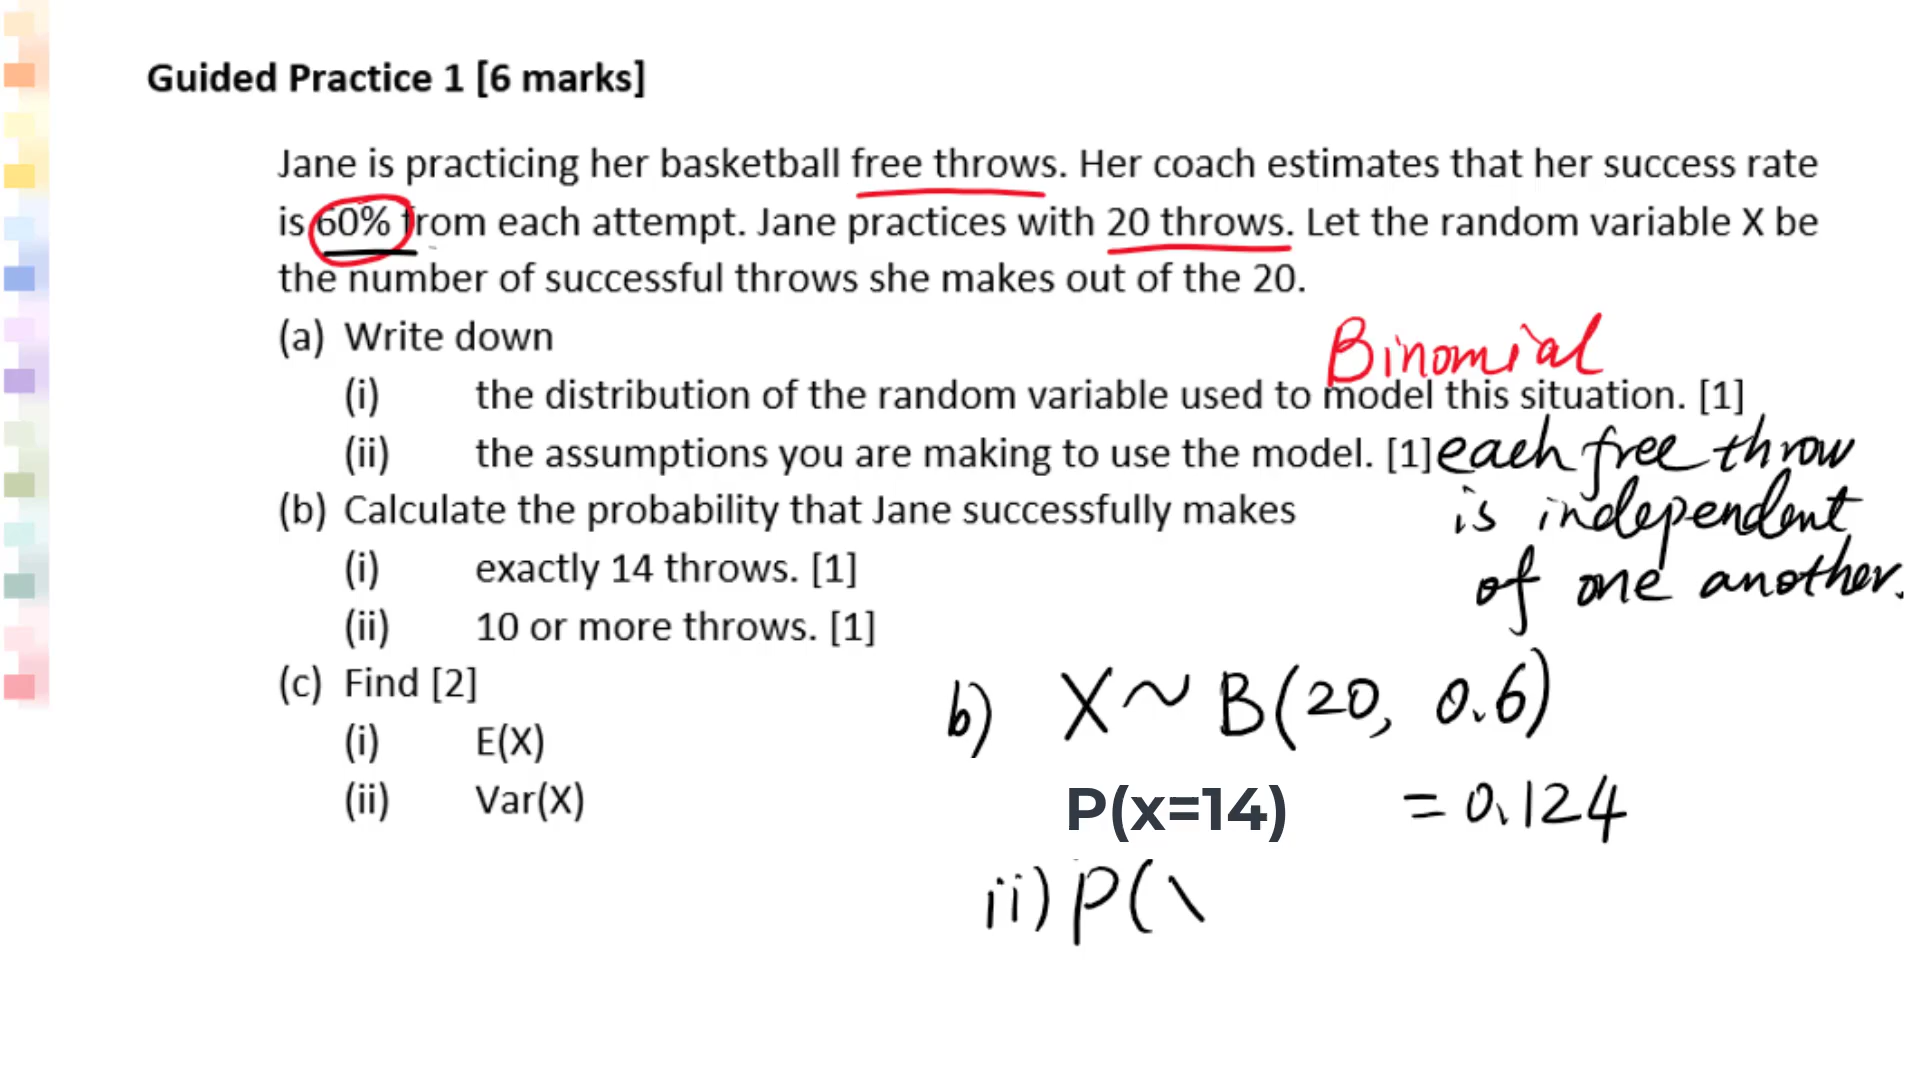 Guided Practice 1 [6 marks]
Jane is practicing her basketball free throws. Her coach estimates that her success rate
is 60% from each attempt. Jane practices with 20 throws. Let the random variable X be
the number of successful throws she makes out of the 20.
(a) Write down
Binomial
(i) the distribution of the random variable used to model this situation. [1]
(ii) the assumptions you are making to use the model. [1] each free throw
is independent
of one another.
(b) Calculate the probability that Jane successfully makes
(i) exactly 14 throws. [1]
(ii) 10 or more throws. [1]
(c) Find [2]
(i) E(X)
(ii) Var(X)
b) X ~ B(20, 0.6)
P(x=14) = 0.124
ii) P(